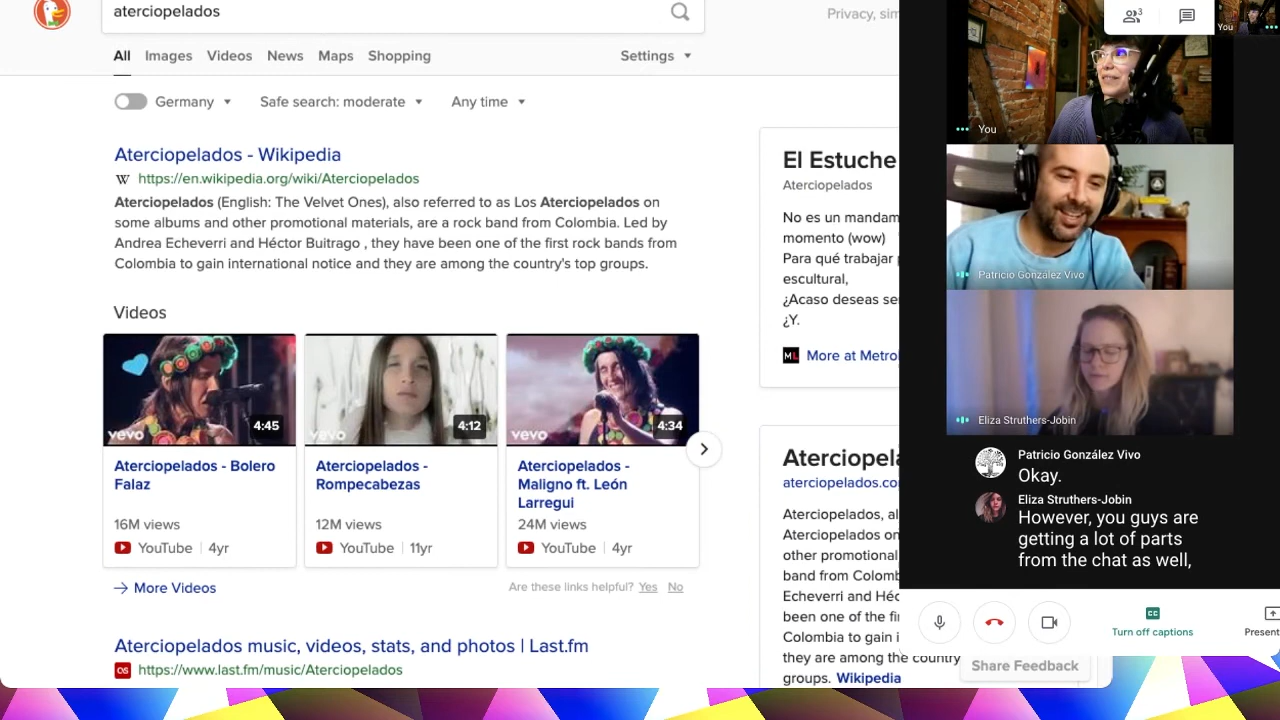 aterciopelados
Privacy, sim
All Images Videos News Maps Shopping Settings
Germany Safe search: moderate Any time
Aterciopelados - Wikipedia
W https://en.wikipedia.org/wiki/Aterciopelados
Aterciopelados (English: The Velvet Ones), also referred to as Los Aterciopelados on
some albums and other promotional materials, are a rock band from Colombia. Led by
Andrea Echeverri and Héctor Buitrago , they have been one of the first rock bands from
Colombia to gain international notice and they are among the country's top groups.
Videos
vevo 4:45
vevo 4:12
vevo 4:34
Aterciopelados - Bolero
Falaz
16M views
YouTube 4yr
Aterciopelados -
Rompecabezas
12M views
YouTube 11yr
Aterciopelados -
Maligno ft. León
Larregui
24M views
YouTube 4yr
More Videos
Are these links helpful? Yes No
Aterciopelados music, videos, stats, and photos | Last.fm
https://www.last.fm/music/Aterciopelados
El Estuche
Aterciopelados
No es un mandam
momento (wow)
Para qué trabajar
escultural,
¿Acaso deseas se
¿Y.
ML More at Metrol
Aterciopela
aterciopelados.co
Aterciopelados, al
Aterciopelados on
other promotional
band from Colomb
Echeverri and Héc
been one of the fi
Colombia to gain i
they are among the country
groups. Wikipedia
3
You
You
Patricio González Vivo
Eliza Struthers-Jobin
Patricio González Vivo
Okay.
Eliza Struthers-Jobin
However, you guys are
getting a lot of parts
from the chat as well,
CC
Turn off captions
Present
Share Feedback